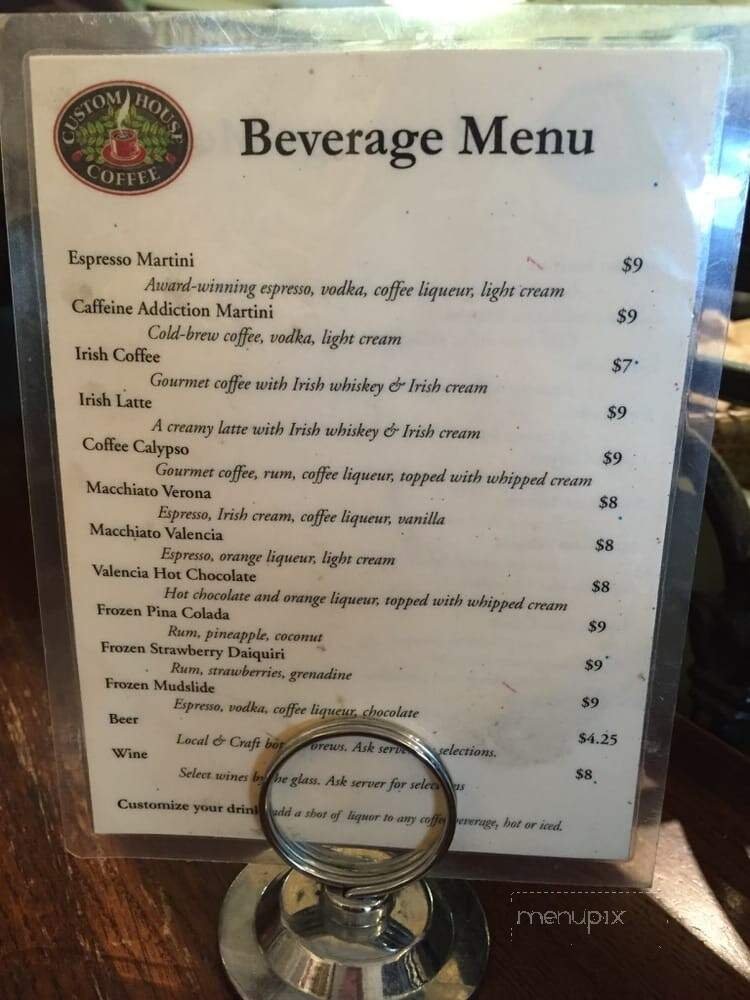 CUSTOM HOUSE
COFFEE
Beverage Menu
Espresso Martini $9
Award-winning espresso, vodka, coffee liqueur, light cream
Caffeine Addiction Martini $9
Cold-brew coffee, vodka, light cream
Irish Coffee $7
Gourmet coffee with Irish whiskey & Irish cream
Irish Latte $9
A creamy latte with Irish whiskey & Irish cream
Coffee Calypso $9
Gourmet coffee, rum, coffee liqueur, topped with whipped cream
Macchiato Verona $8
Espresso, Irish cream, coffee liqueur, vanilla
Macchiato Valencia $8
Espresso, orange liqueur, light cream
Valencia Hot Chocolate $8
Hot chocolate and orange liqueur, topped with whipped cream
Frozen Pina Colada $9
Rum, pineapple, coconut
Frozen Strawberry Daiquiri $9
Rum, strawberries, grenadine
Frozen Mudslide $9
Espresso, vodka, coffee liqueur, chocolate
Beer $4.25
Local & Craft brews. Ask selections.
Wine $8
Select wines glass. Ask server for
Customize your add a shot of liquor to any beverage, hot or iced.
menupix